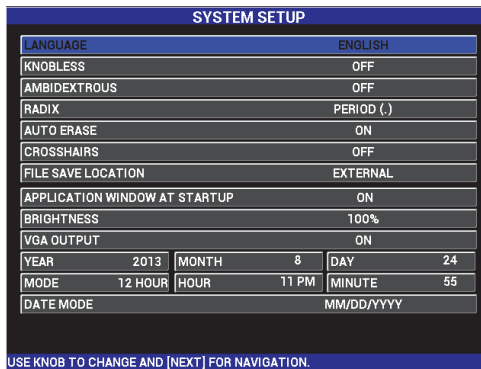 SYSTEM SETUP
LANGUAGE ENGLISH
KNOBLESS OFF
AMBIDEXTROUS OFF
RADIX PERIOD (.)
AUTO ERASE ON
CROSSHAIRS OFF
FILE SAVE LOCATION EXTERNAL
APPLICATION WINDOW AT STARTUP ON
BRIGHTNESS 100%
VGA OUTPUT ON
YEAR 2013 MONTH 8 DAY 24
MODE 12 HOUR HOUR 11 PM MINUTE 55
DATE MODE MM/DD/YYYY
USE KNOB TO CHANGE AND [NEXT] FOR NAVIGATION.